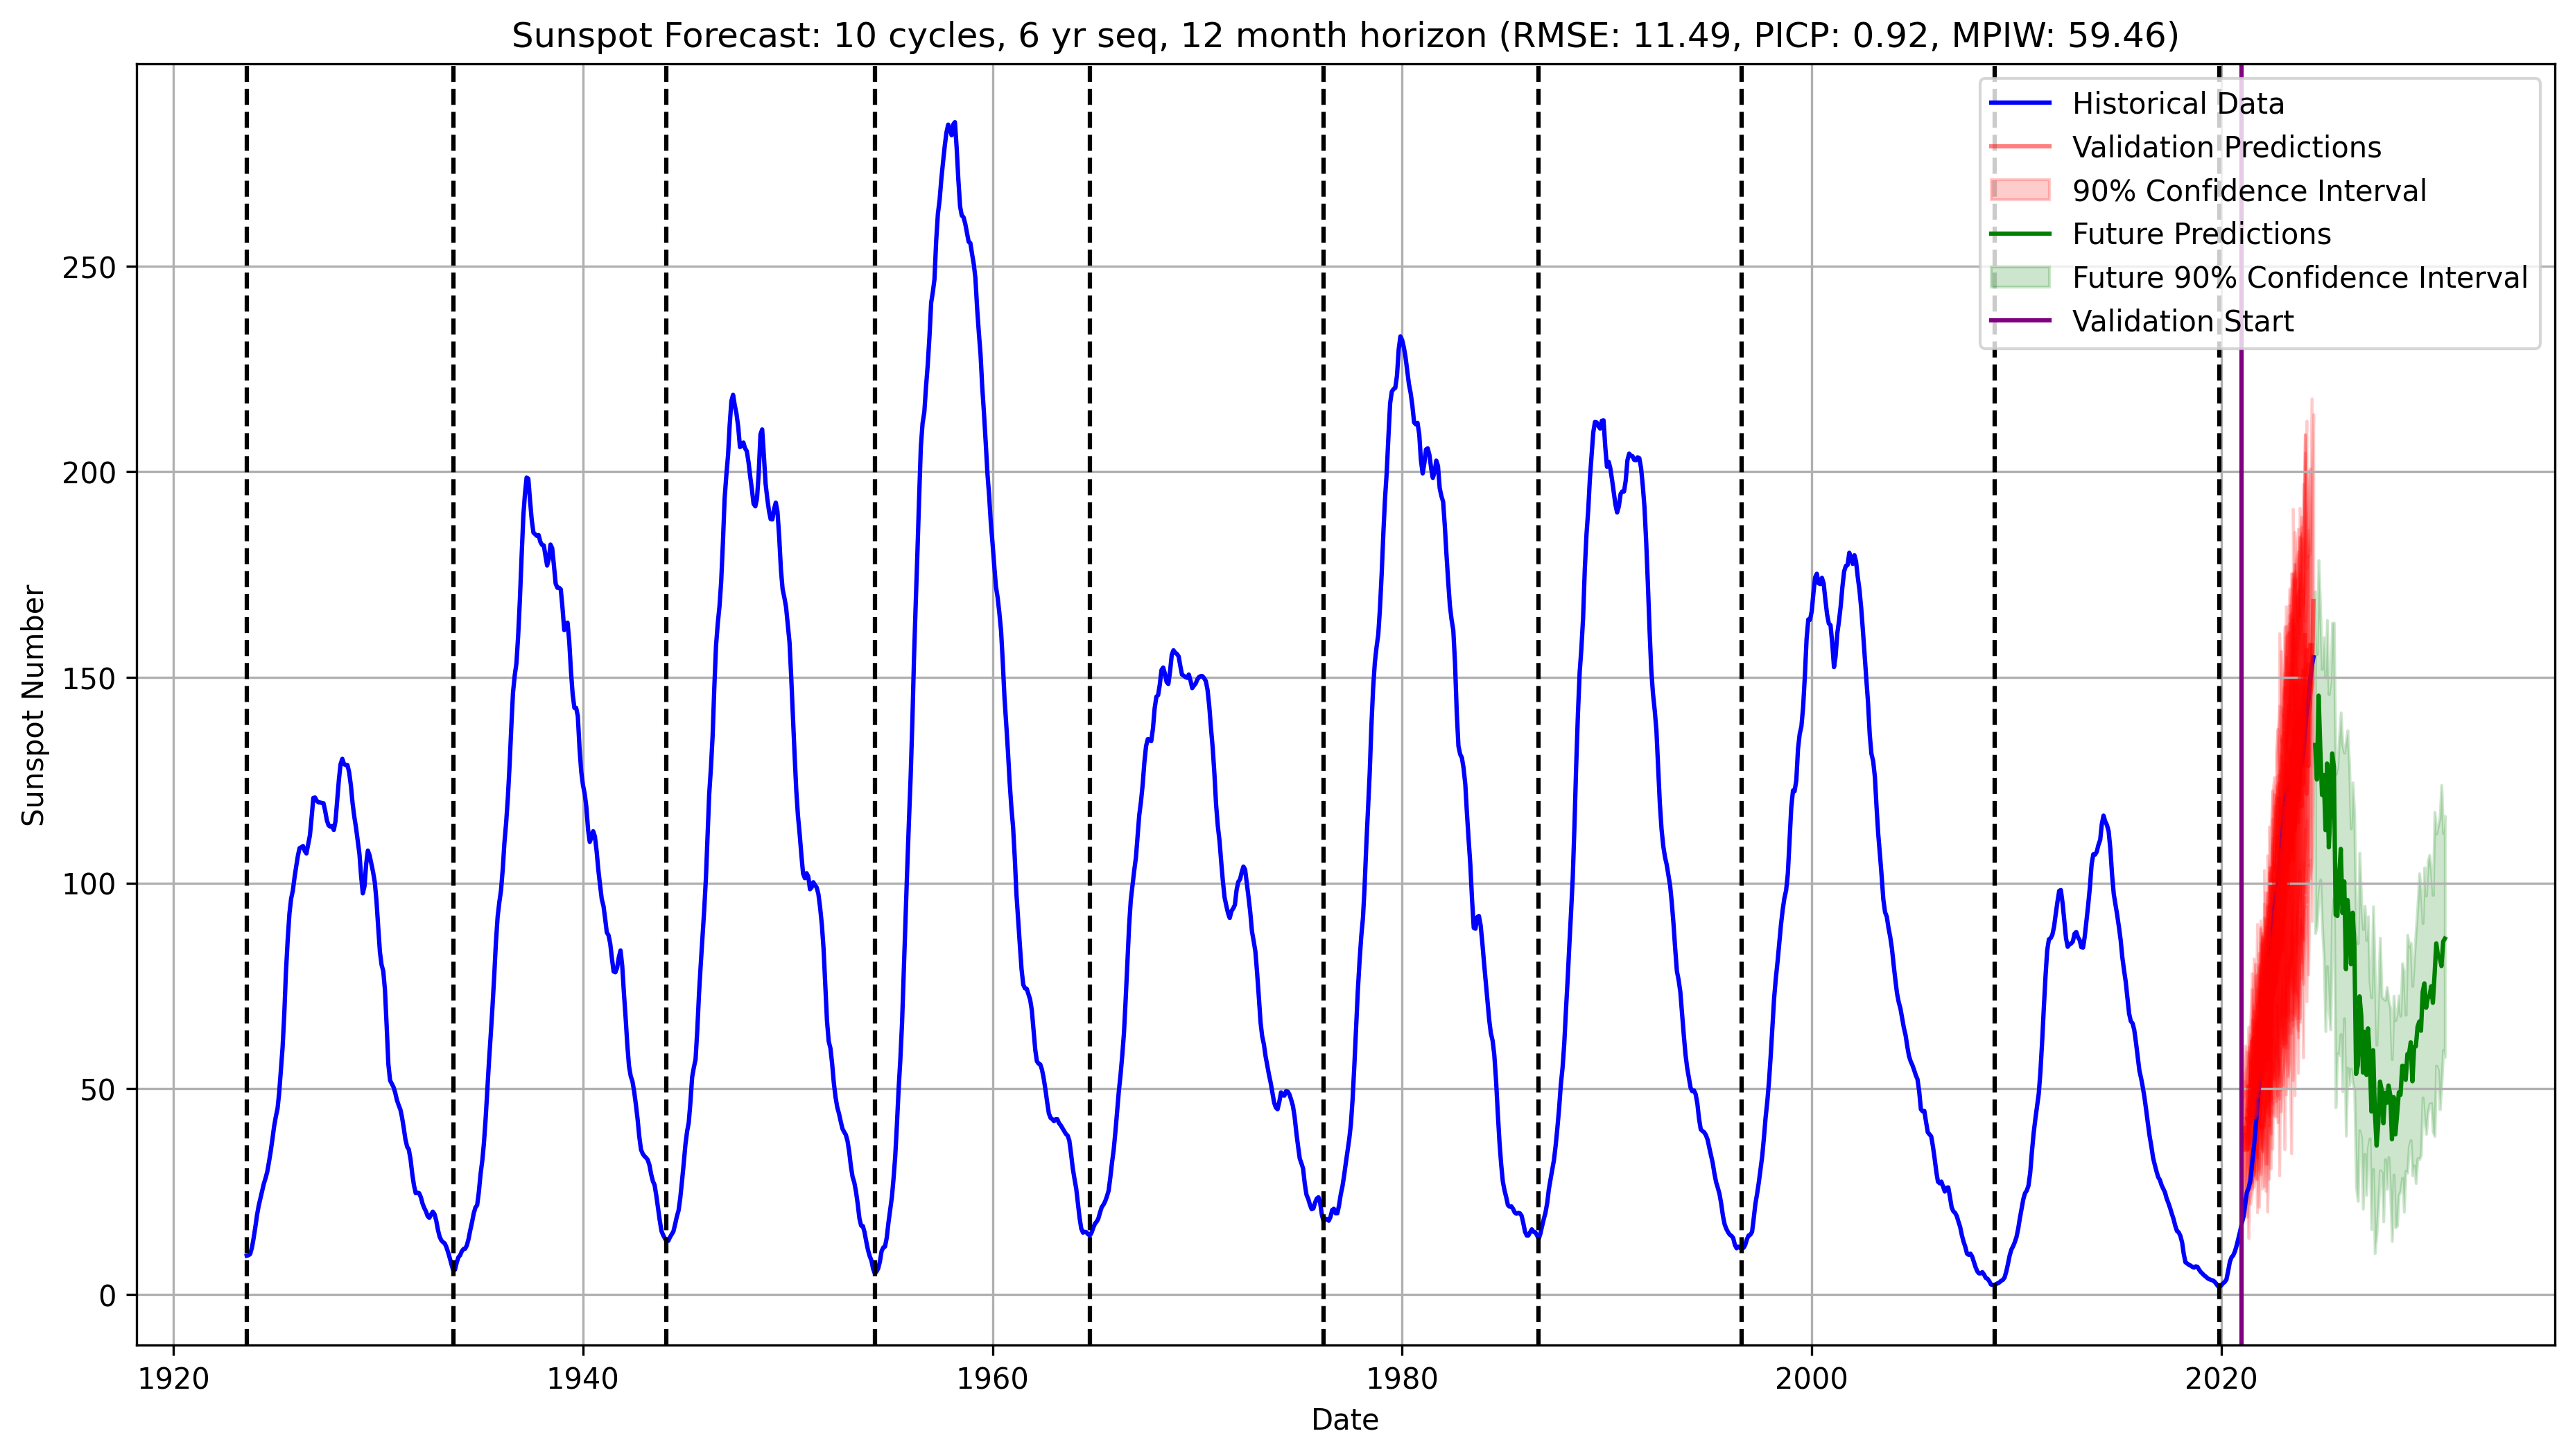 Sunspot Forecast: 10 cycles, 6 yr seq, 12 month horizon (RMSE: 11.49, PICP: 0.92, MPIW: 59.46)
Historical Data
Validation Predictions
90% Confidence Interval
Future Predictions
Future 90% Confidence Interval
Validation Start
Sunspot Number
250
200
150
100
50
0
1920 1940 1960 1980 2000 2020
Date